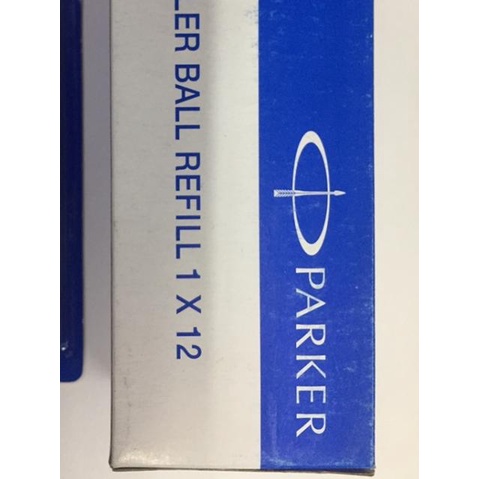 PARKER
LER BALL REFILL 1 X 12